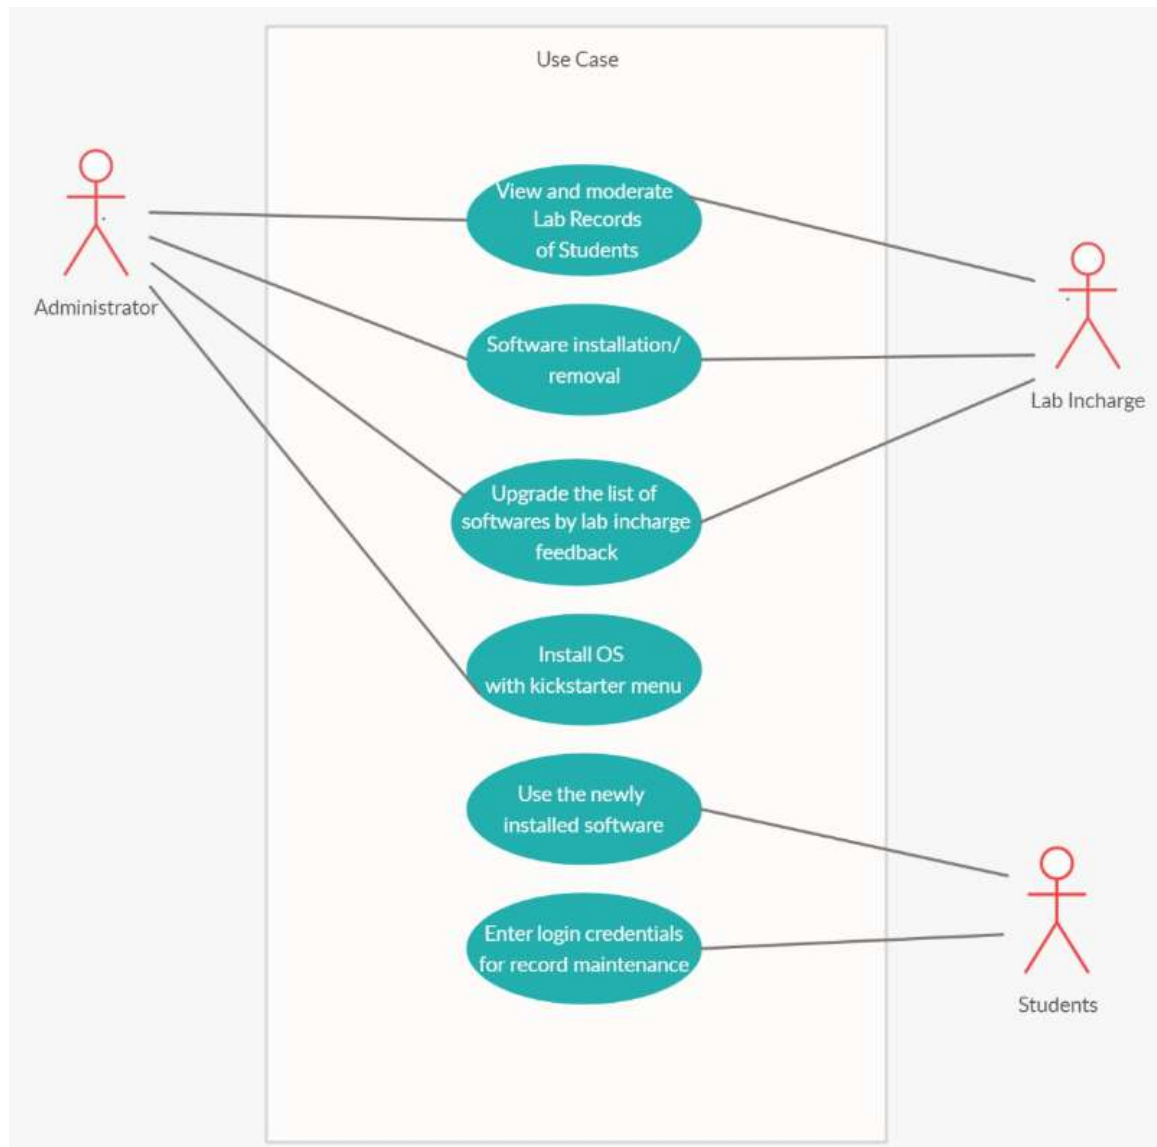 Use Case
View and moderate
Lab Records
of Students
Administrator
Software installation/
removal
Lab Incharge
Upgrade the list of
softwares by lab incharge
feedback
Install OS
with kickstarter menu
Use the newly
installed software
Enter login credentials
for record maintenance
Students